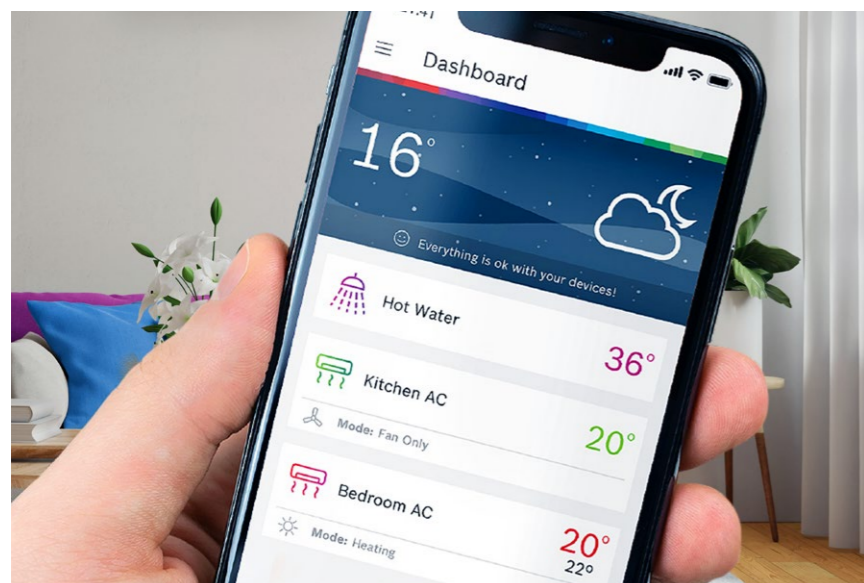 Dashboard
16°
Everything is ok with your devices!
Hot Water
36°
Kitchen AC
20°
Mode: Fan Only
Bedroom AC
20°
Mode: Heating
22°